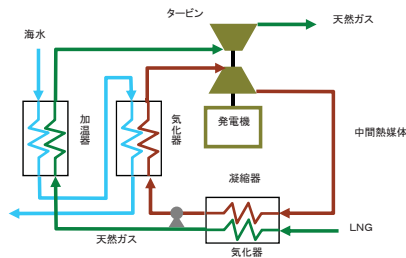 タービン
天然ガス
海水
加温器
気化器
発電機
中間熱媒体
凝縮器
LNG
天然ガス
気化器